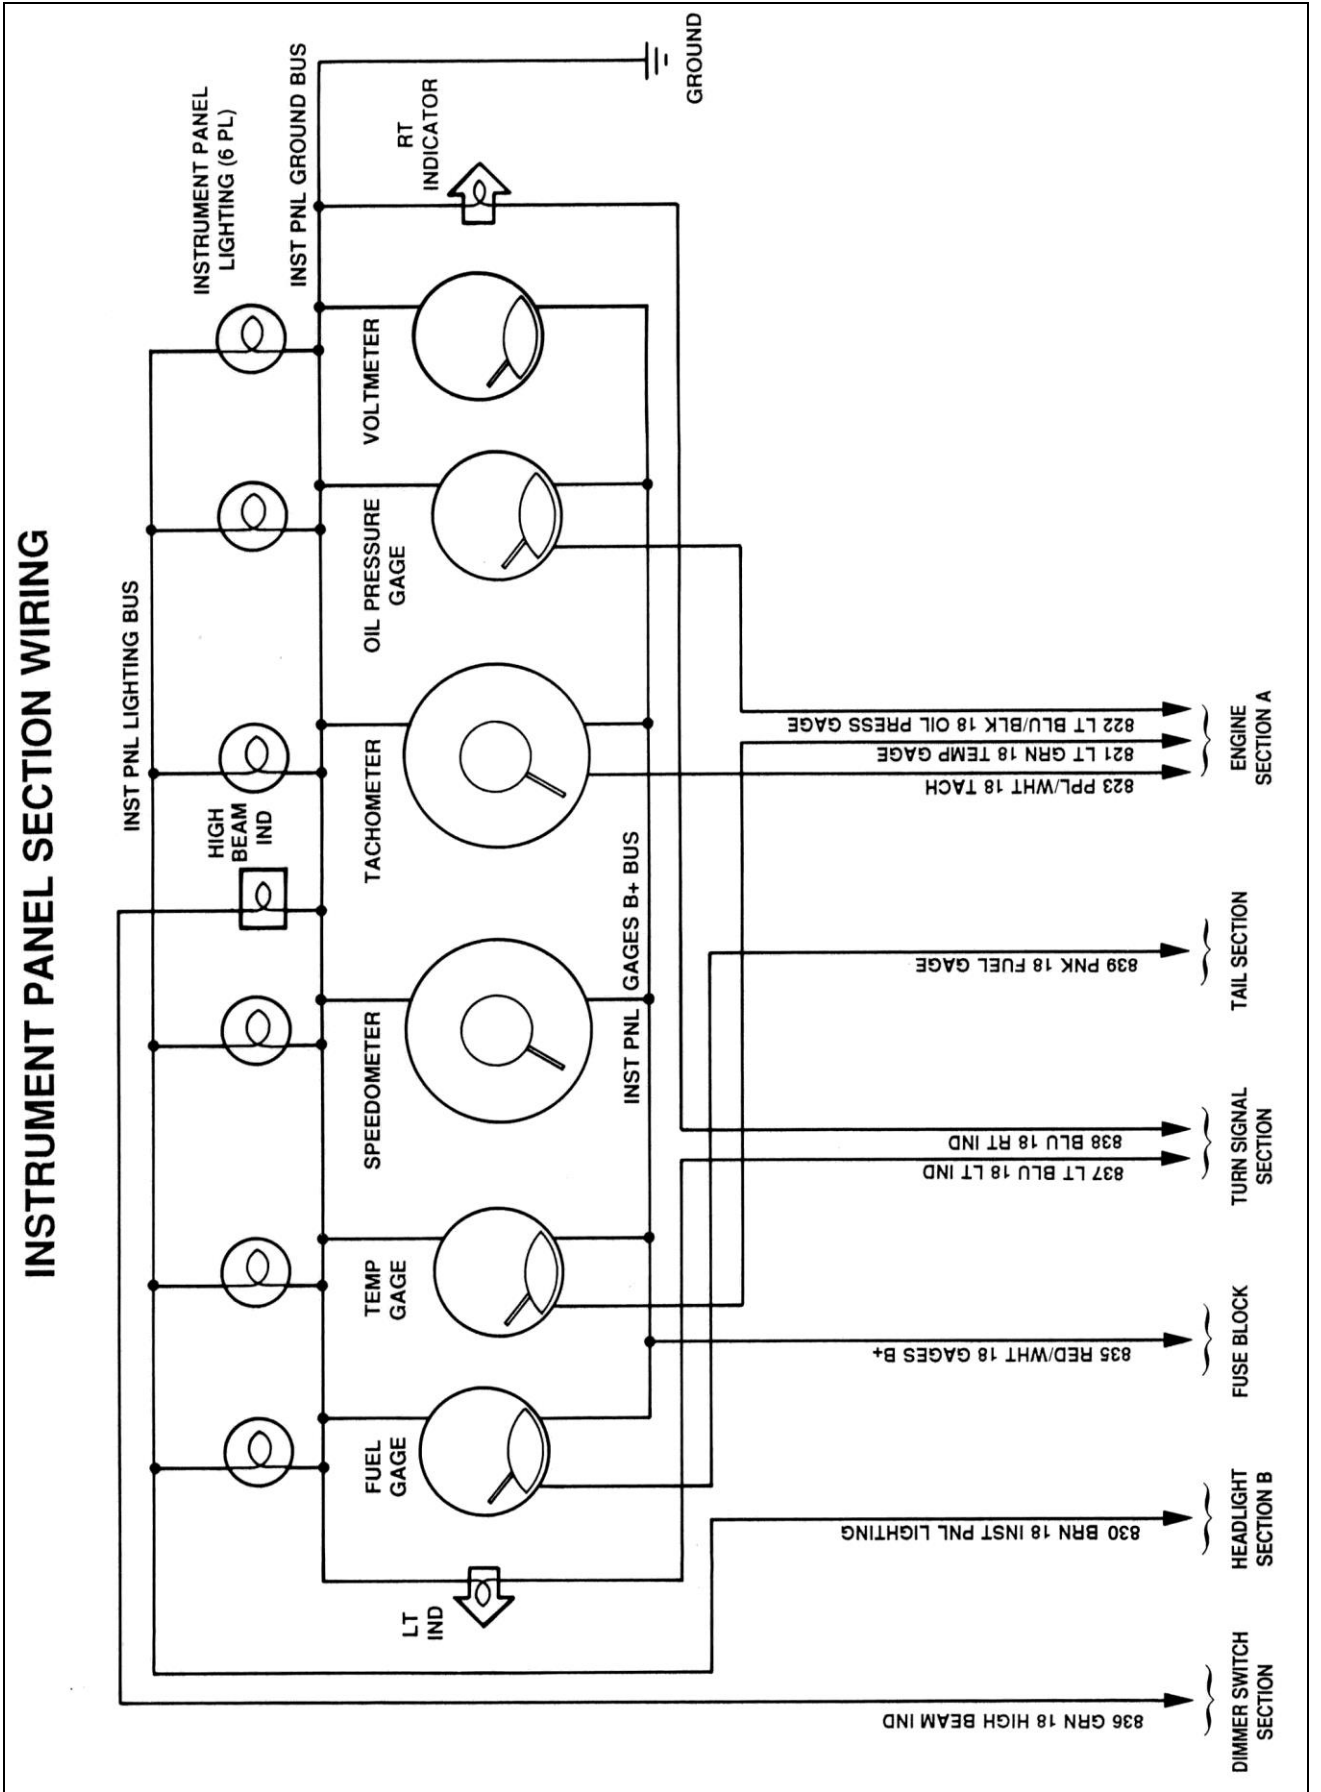 INSTRUMENT PANEL SECTION WIRING
INST PNL LIGHTING BUS
INSTRUMENT PANEL
LIGHTING (6 PL)
HIGH
BEAM
IND
INST PNL GROUND BUS
LT
IND
FUEL
GAGE
TEMP
GAGE
SPEEDOMETER
TACHOMETER
OIL PRESSURE
GAGE
VOLTMETER
RT
INDICATOR
INST PNL GAGES B+ BUS
GROUND
836 GRN 18 HIGH BEAM IND
830 BRN 18 INST PNL LIGHTING
835 RED/WHT 18 GAGES B+
837 LT BLU 18 LT IND
838 BLU 18 RT IND
839 PNK 18 FUEL GAGE
823 PPL/WHT 18 TACH
821 LT GRN 18 TEMP GAGE
822 LT BLU/BLK 18 OIL PRESS GAGE
DIMMER SWITCH
SECTION
HEADLIGHT
SECTION B
FUSE BLOCK
TURN SIGNAL
SECTION
TAIL SECTION
ENGINE
SECTION A